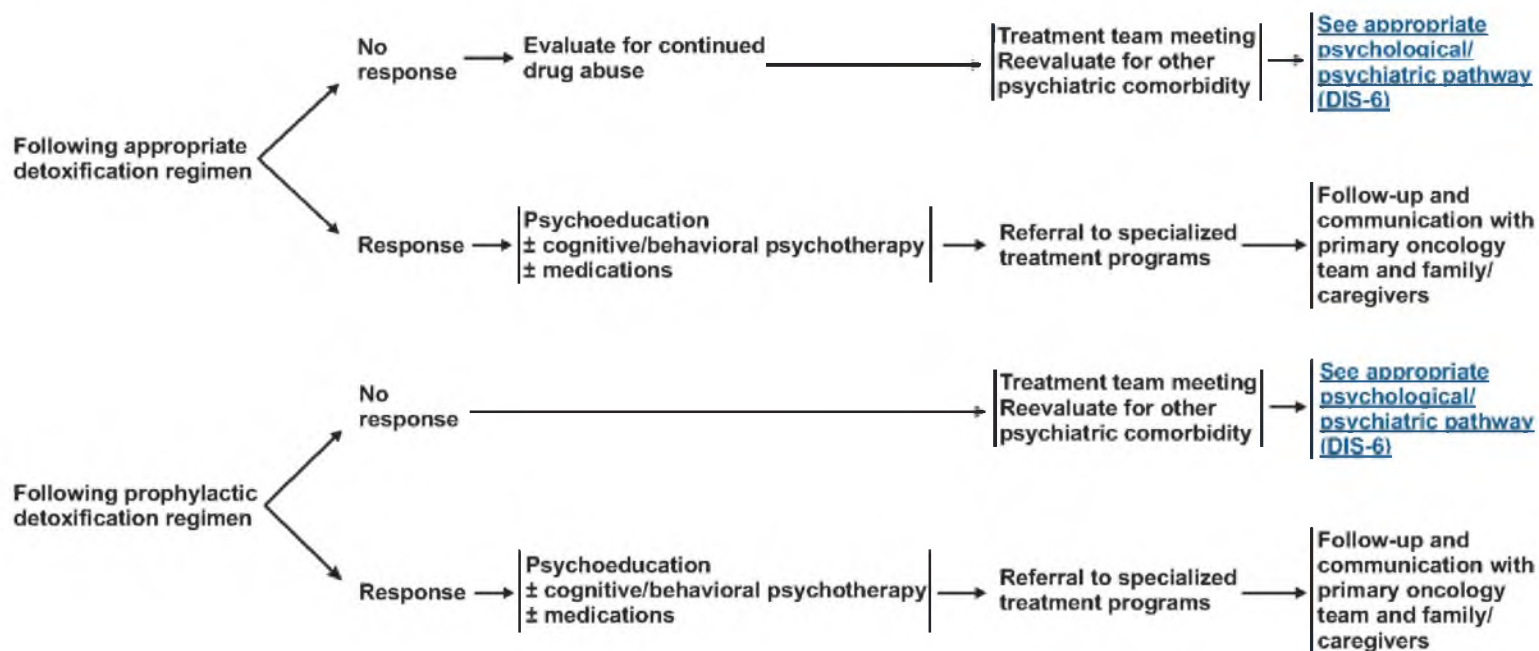 Following appropriate
detoxification regimen
No
response
Evaluate for continued
drug abuse
Treatment team meeting
Reevaluate for other
psychiatric comorbidity
See appropriate
psychological/
psychiatric pathway
(DIS-6)
Response
Psychoeducation
± cognitive/behavioral psychotherapy
± medications
Referral to specialized
treatment programs
Follow-up and
communication with
primary oncology
team and family/
caregivers
Following prophylactic
detoxification regimen
No
response
Treatment team meeting
Reevaluate for other
psychiatric comorbidity
See appropriate
psychological/
psychiatric pathway
(DIS-6)
Response
Psychoeducation
± cognitive/behavioral psychotherapy
± medications
Referral to specialized
treatment programs
Follow-up and
communication with
primary oncology
team and family/
caregivers